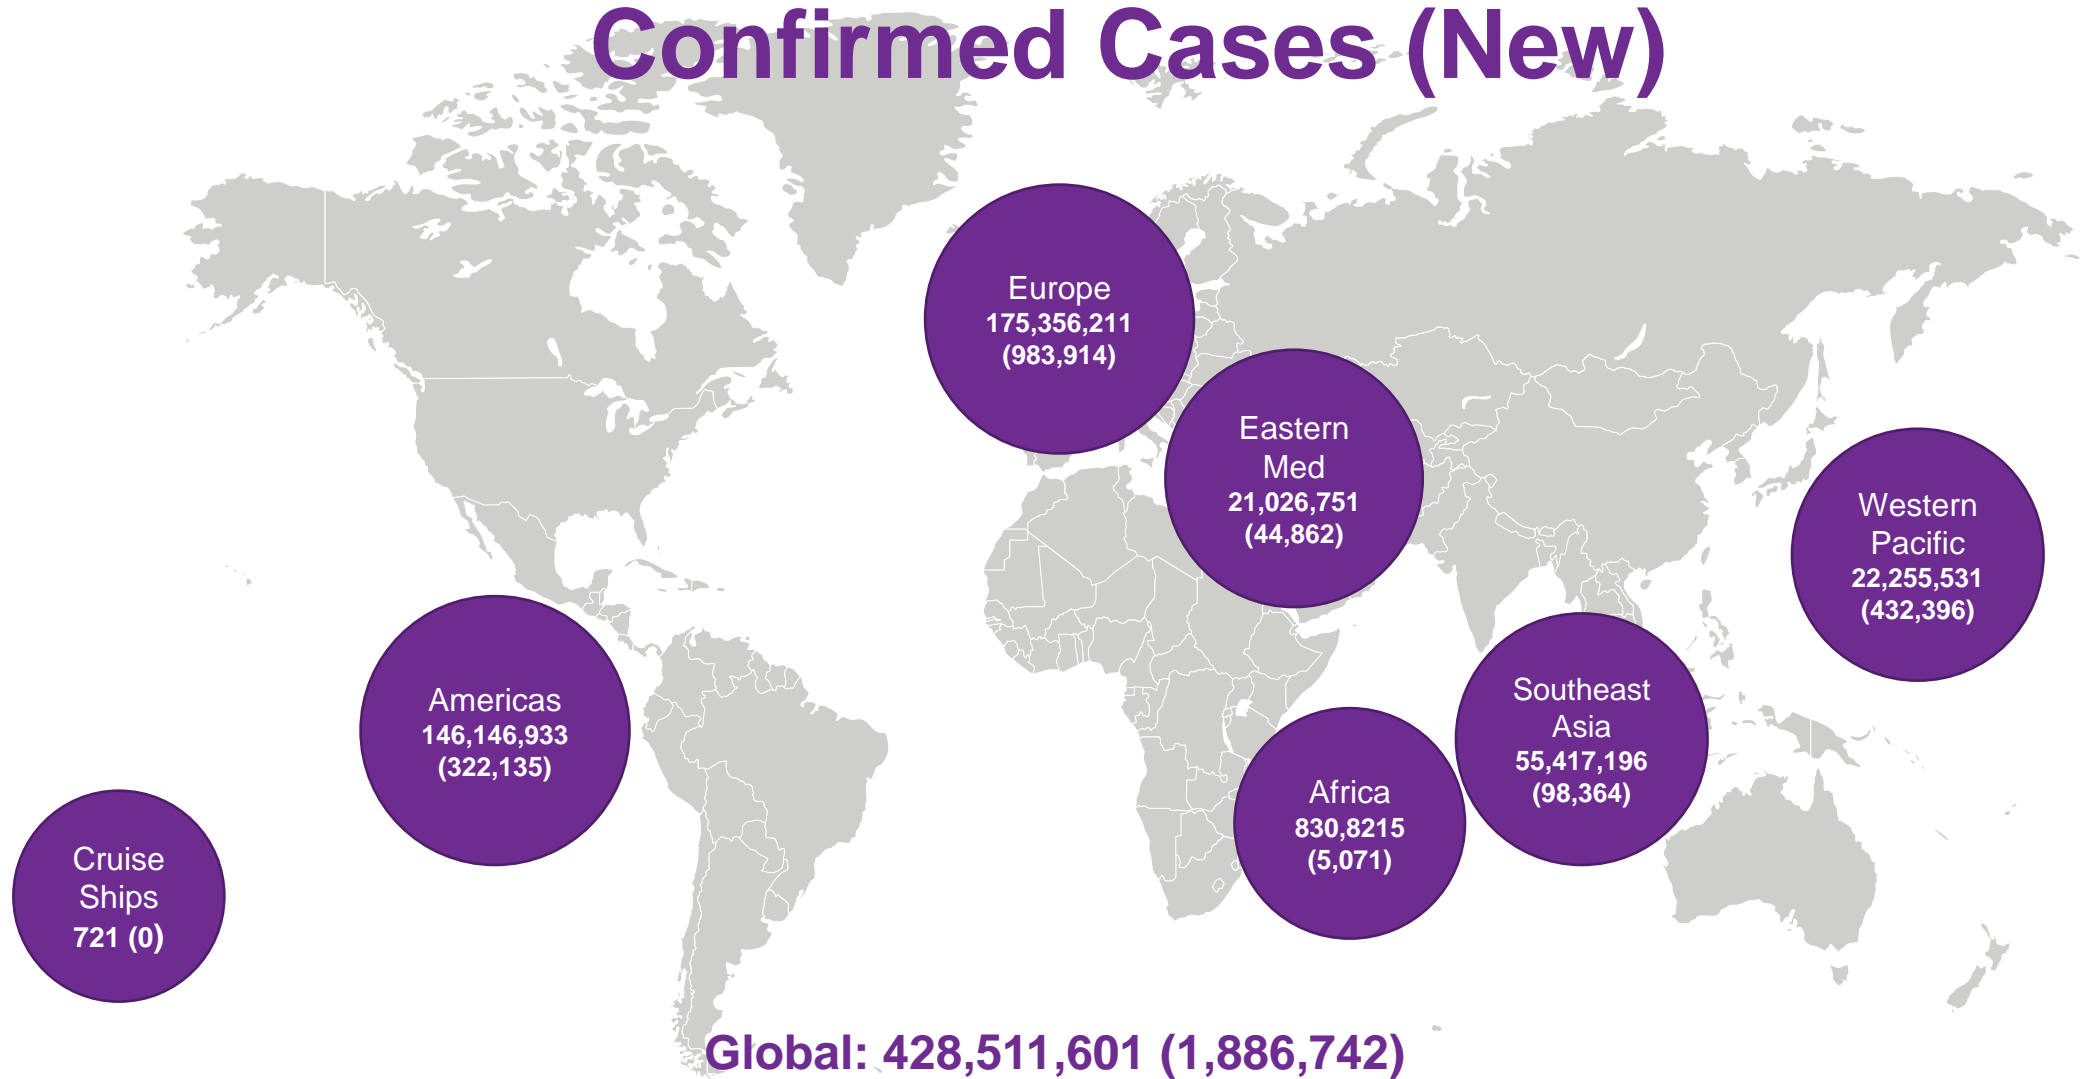 Confirmed Cases (New)
Europe
175,356,211
(983,914)
Eastern
Med
21,026,751
(44,862)
Western
Pacific
22,255,531
(432,396)
Americas
146,146,933
(322,135)
Southeast
Asia
55,417,196
(98,364)
Africa
830,8215
(5,071)
Cruise
Ships
721 (0)
Global: 428,511,601 (1,886,742)